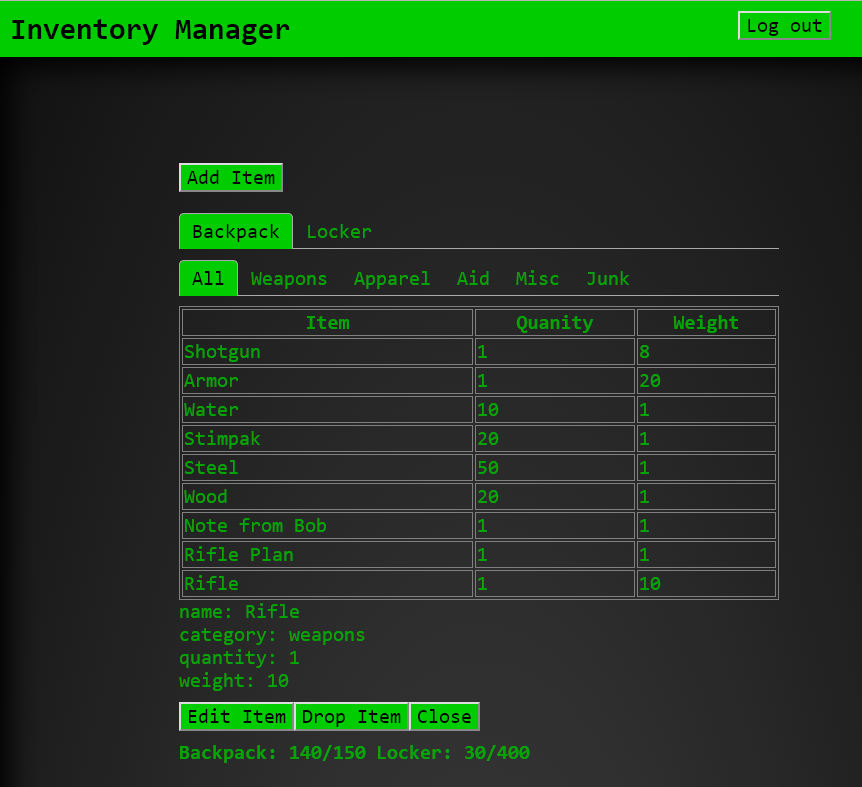 Inventory Manager Log out
Add Item
Backpack Locker
All Weapons Apparel Aid Misc Junk
Item Quanity Weight
Shotgun 1 8
Armor 1 20
Water 10 1
Stimpak 20 1
Steel 50 1
Wood 20 1
Note from Bob 1 1
Rifle Plan 1 1
Rifle 1 10
name: Rifle
category: weapons
quantity: 1
weight: 10
Edit Item Drop Item Close
Backpack: 140/150 Locker: 30/400